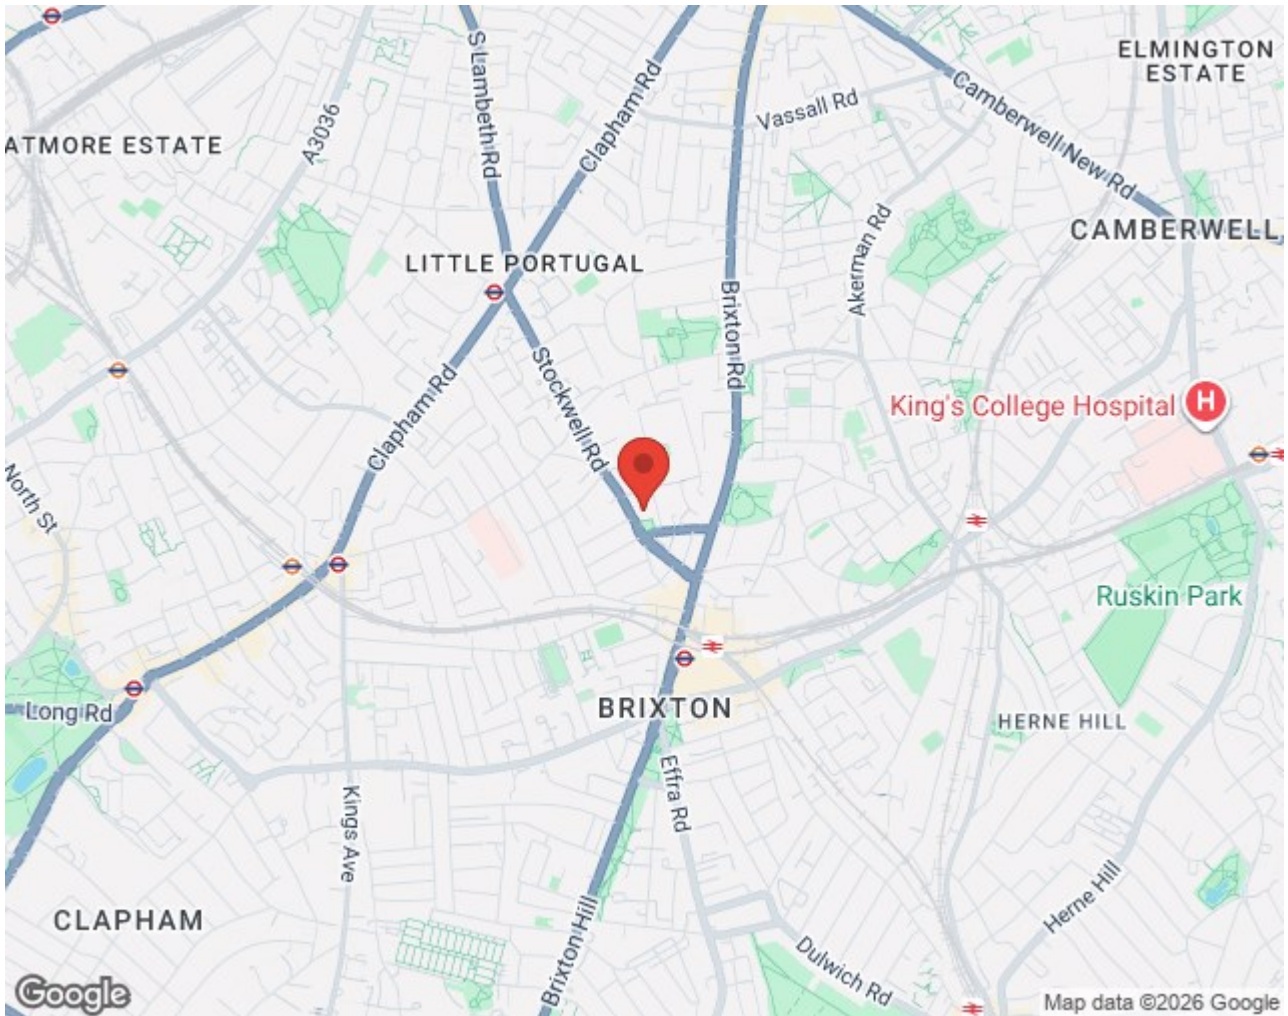 ELMINGTON
ESTATE
S Lambeth Rd
Clapham Rd
Camberwell New Rd
Vassall Rd
A3036
ATMORE ESTATE
Akerman Rd
CAMBERWELL
LITTLE PORTUGAL
Brixton Rd
Stockwell Rd
Clapham Rd
King's College Hospital
H
North St
Ruskin Park
Long Rd
BRIXTON
HERNE HILL
Effra Rd
Kings Ave
Herne Hill
CLAPHAM
Brixton Hill
Dulwich Rd
Google
Map data ©2026 Google